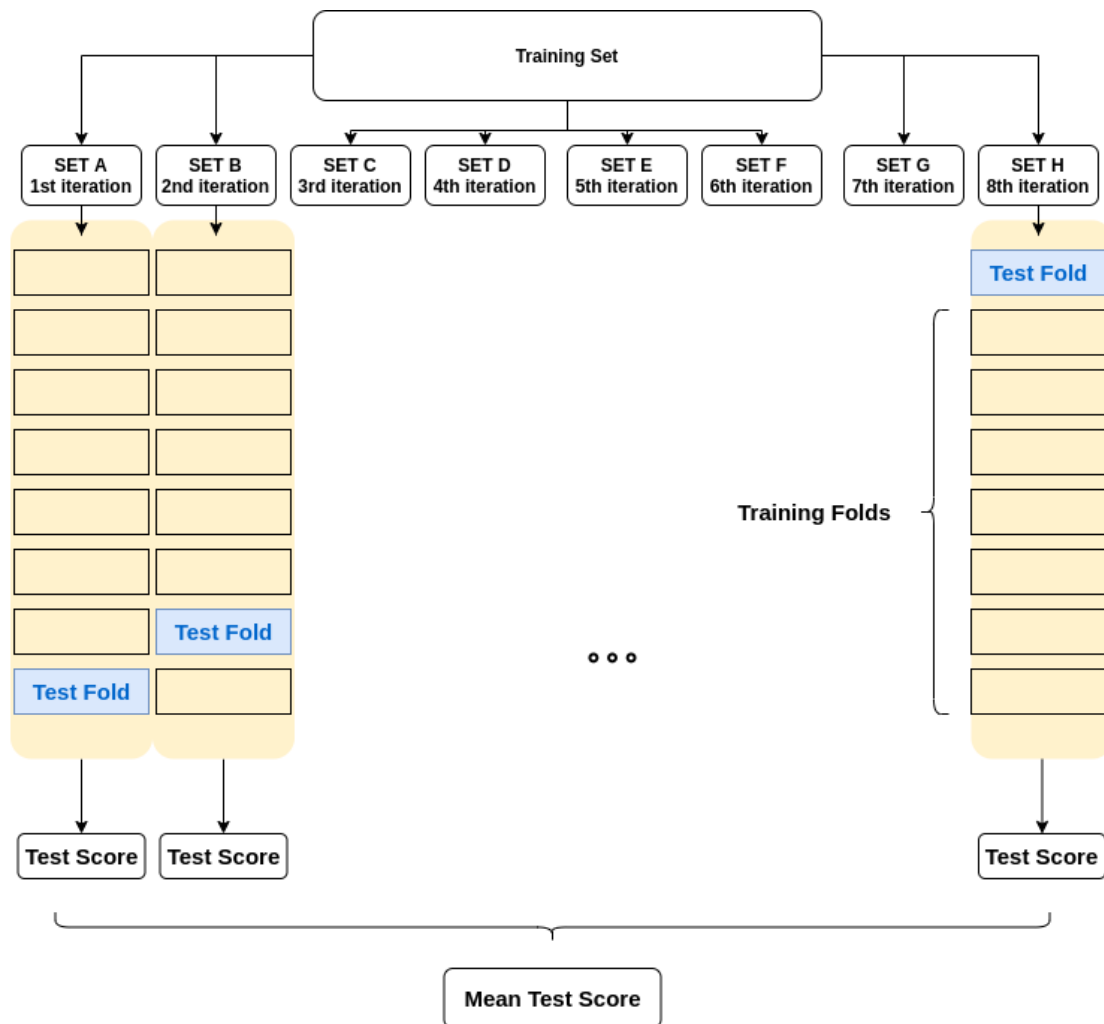 Training Set
SET A
1st iteration
SET B
2nd iteration
SET C
3rd iteration
SET D
4th iteration
SET E
5th iteration
SET F
6th iteration
SET G
7th iteration
SET H
8th iteration
Test Fold
Training Folds
Test Fold
Test Fold
Test Score
Test Score
Test Score
Mean Test Score